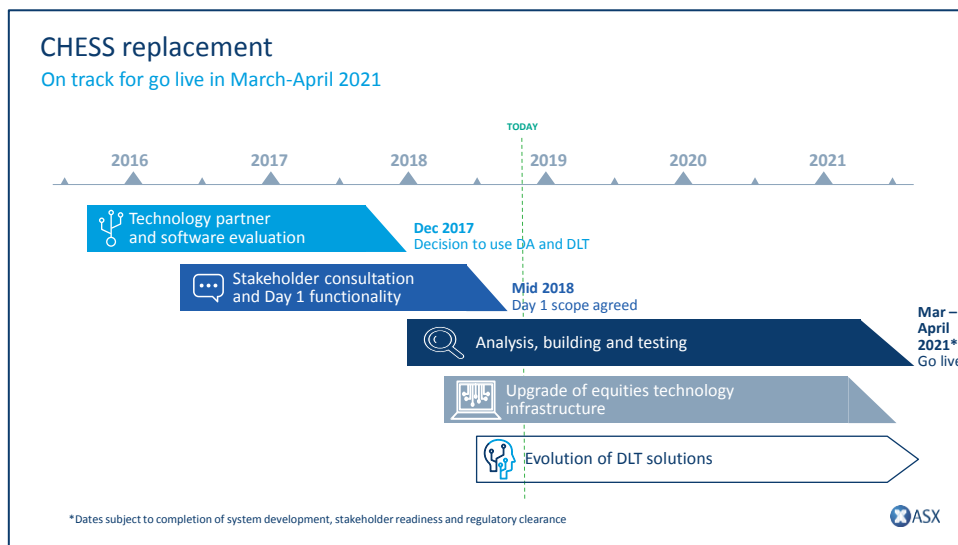 CHESS replacement
On track for go live in March-April 2021
TODAY
2016 2017 2018 2019 2020 2021
Technology partner
and software evaluation
Dec 2017
Decision to use DA and DLT
Stakeholder consultation
and Day 1 functionality
Mid 2018
Day 1 scope agreed
Analysis, building and testing
Mar –
April
2021*
Go live
Upgrade of equities technology
infrastructure
Evolution of DLT solutions
*Dates subject to completion of system development, stakeholder readiness and regulatory clearance
ASX